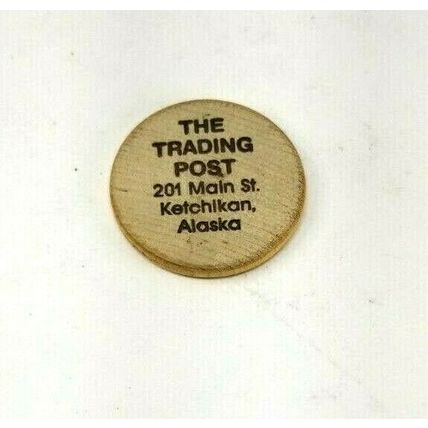 THE
TRADING
POST
201 Main St.
Ketchikan,
Alaska